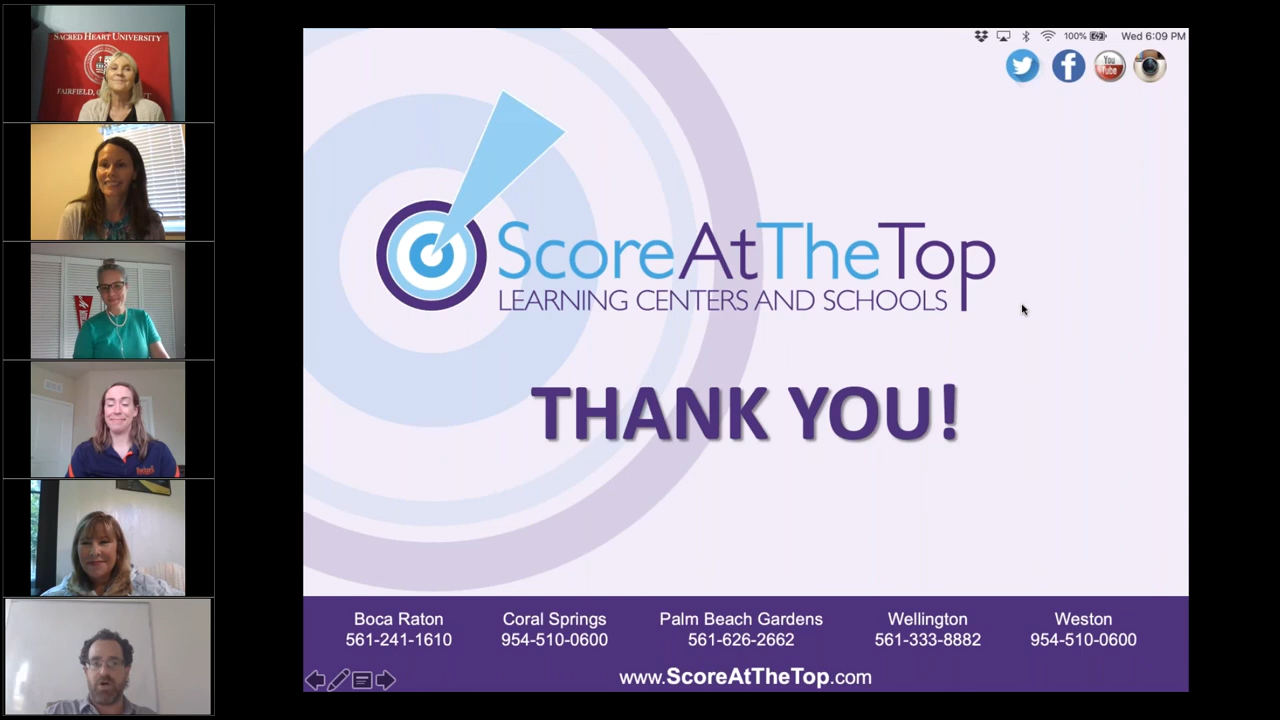 SACRED HEART UNIVERSITY
100%
Wed 6:09 PM
You
Tube
ScoreAtTheTop
LEARNING CENTERS AND SCHOOLS
THANK YOU!
Boca Raton
561-241-1610
Coral Springs
954-510-0600
Palm Beach Gardens
561-626-2662
Wellington
561-333-8882
Weston
954-510-0600
www.ScoreAtTheTop.com